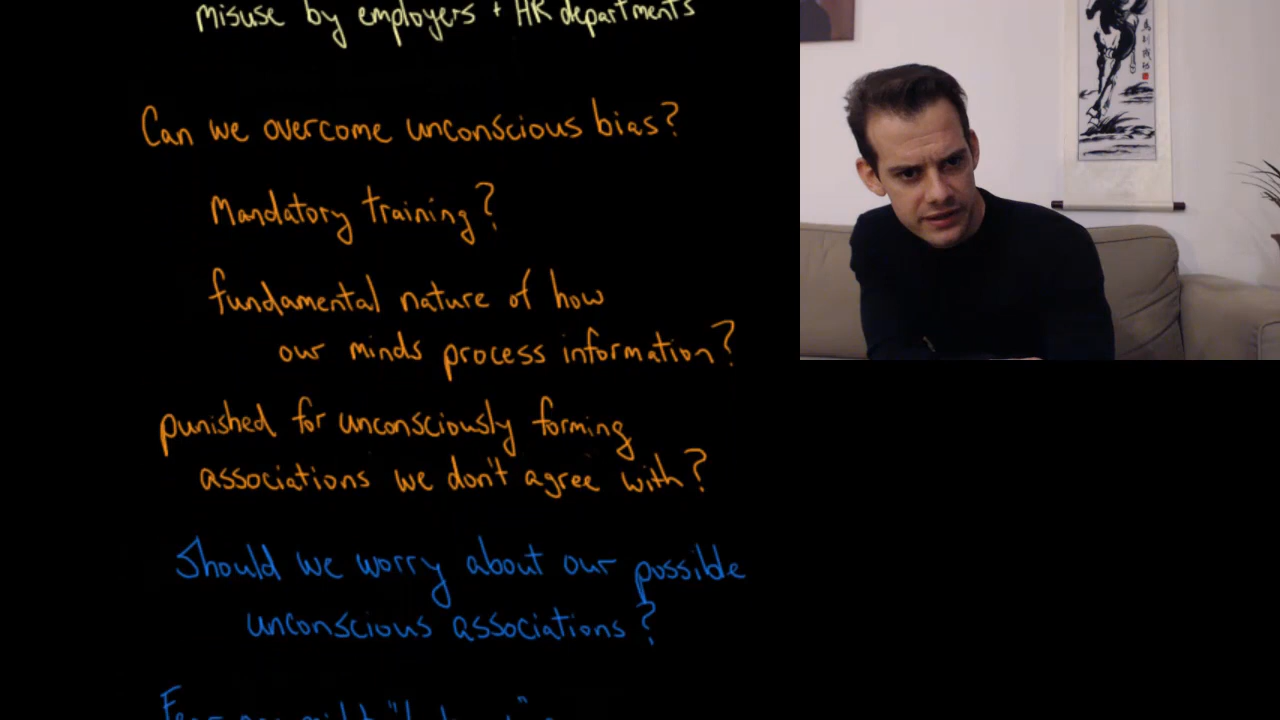 misuse by employers + HR departments
Can we overcome unconscious bias?
Mandatory training?
fundamental nature of how
our minds process information?
punished for unconsciously forming
associations we don't agree with?
Should we worry about our possible
unconscious associations?